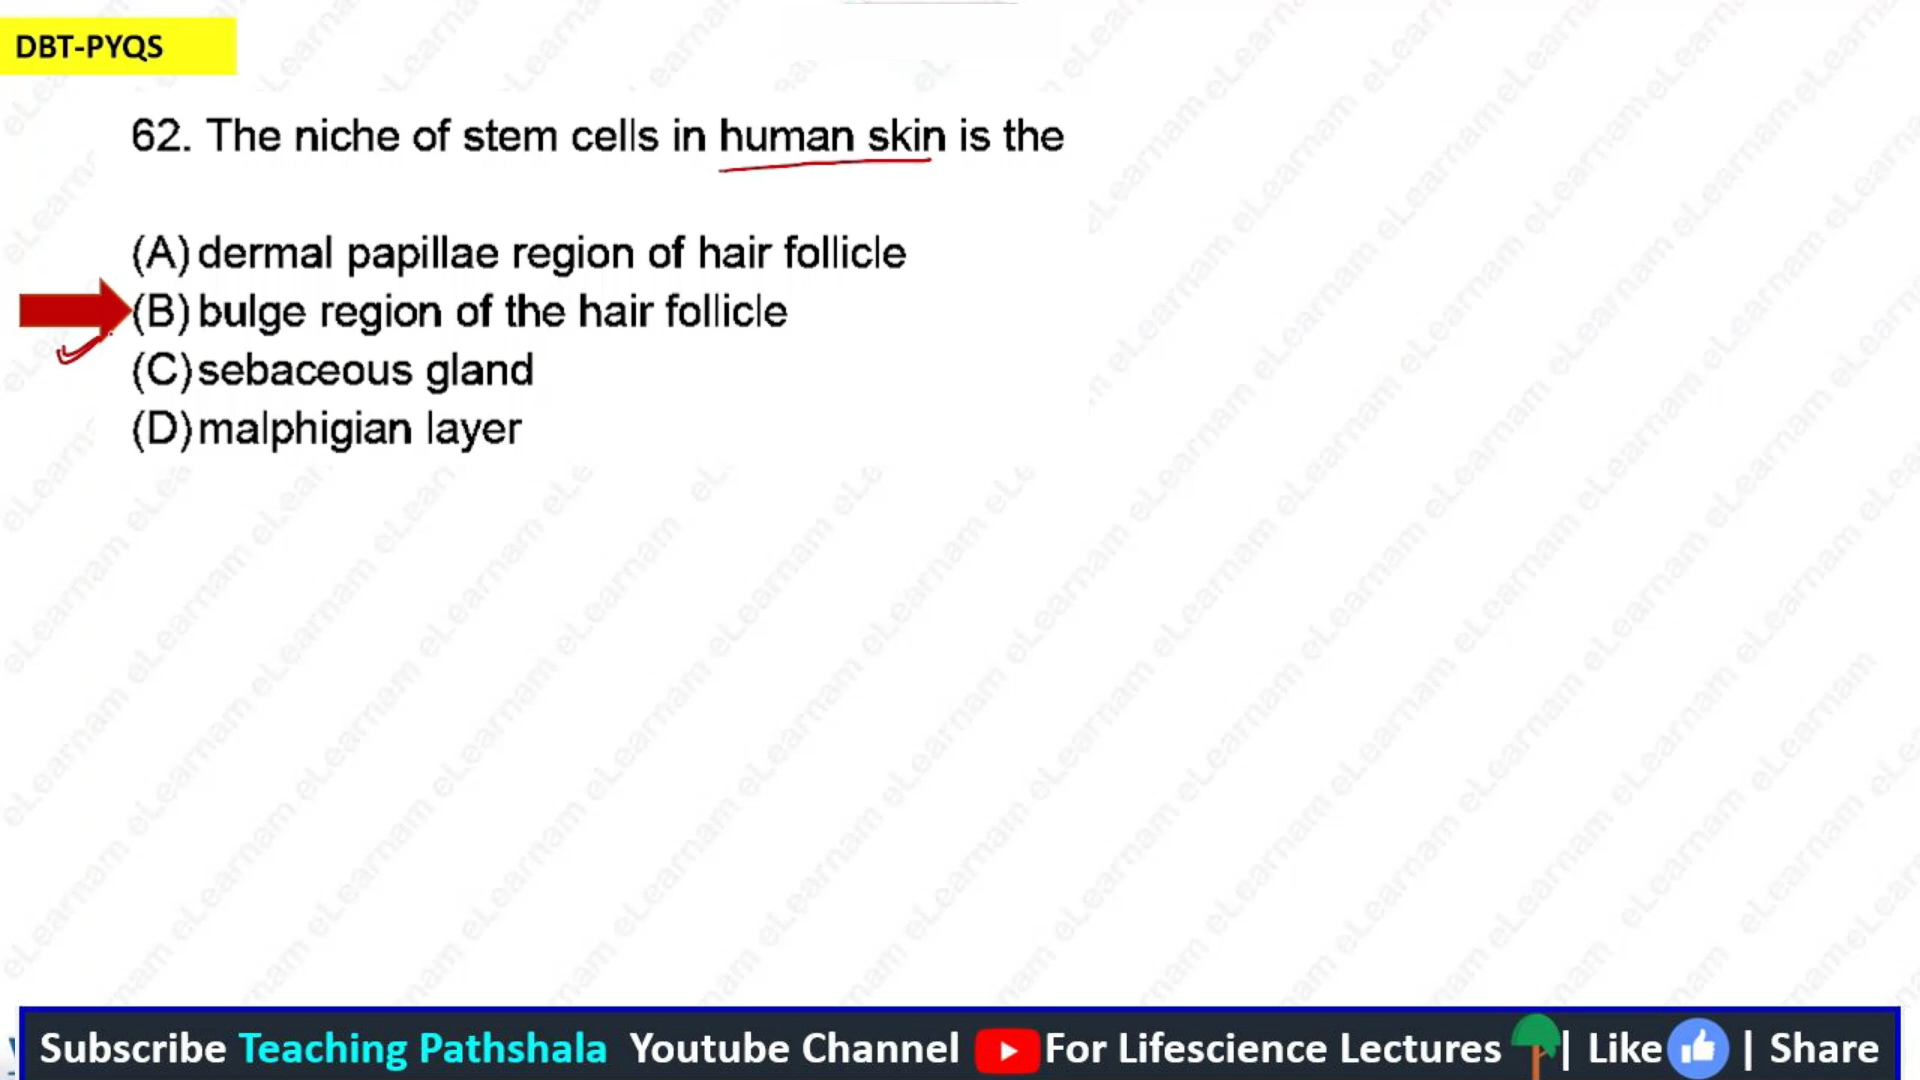 DBT-PYQS
62. The niche of stem cells in human skin is the
(A) dermal papillae region of hair follicle
(B) bulge region of the hair follicle
(C) sebaceous gland
(D) malphigian layer
Subscribe Teaching Pathshala Youtube Channel For Lifescience Lectures | Like | Share
eLearnam